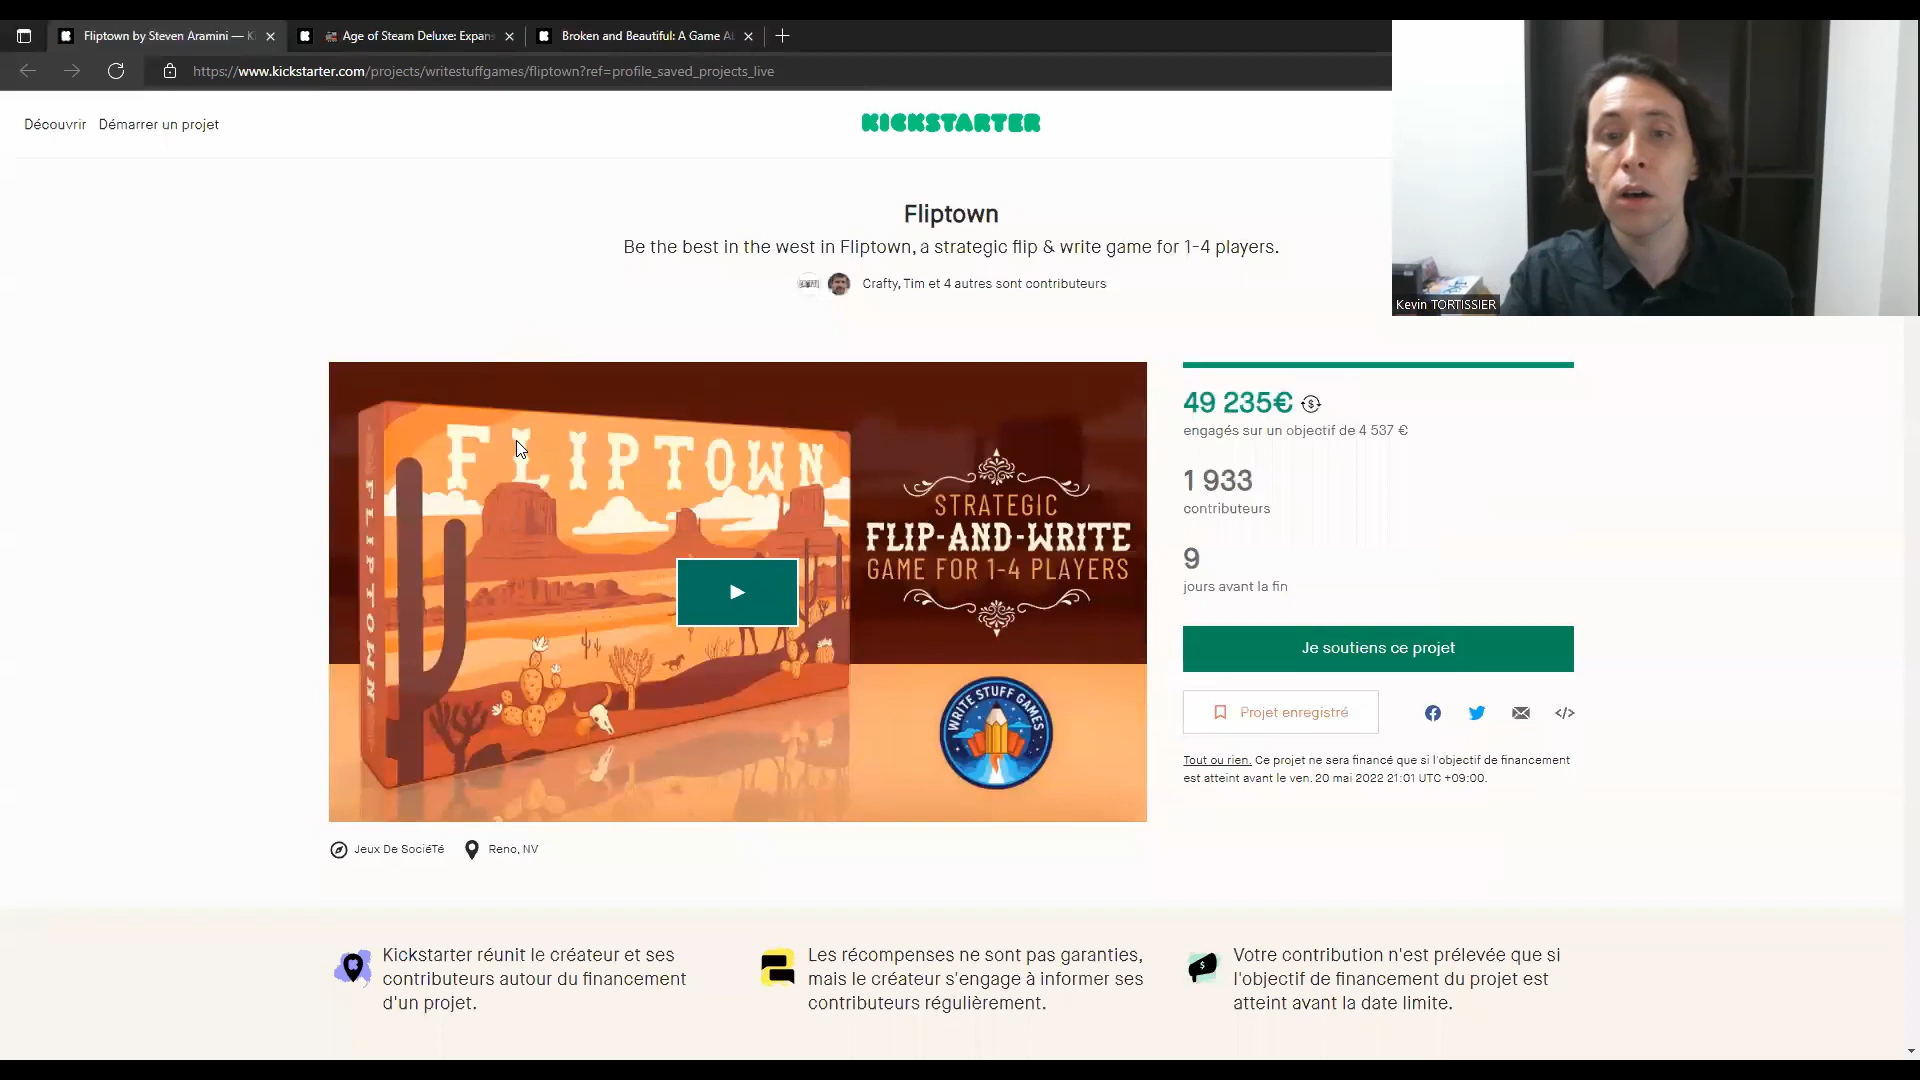 Fliptown by Steven Aramini — Ki
Age of Steam Deluxe: Expans
Broken and Beautiful: A Game A
https://www.kickstarter.com/projects/writestuffgames/fliptown?ref=profile_saved_projects_live
Découvrir Démarrer un projet
KICKSTARTER
Kevin TORTISSIER
Fliptown
Be the best in the west in Fliptown, a strategic flip & write game for 1-4 players.
Crafty, Tim et 4 autres sont contributeurs
FLIPTOWN
FLIPTOWN
STRATEGIC
FLIP-AND-WRITE
GAME FOR 1-4 PLAYERS
WRITE STUFF GAMES
49 235€
engagés sur un objectif de 4 537 €
1 933
contributeurs
9
jours avant la fin
Je soutiens ce projet
Projet enregistré
Tout ou rien. Ce projet ne sera financé que si l'objectif de financement
est atteint avant le ven. 20 mai 2022 21:01 UTC +09:00.
Jeux De SociéTé Reno, NV
Kickstarter réunit le créateur et ses
contributeurs autour du financement
d'un projet.
Les récompenses ne sont pas garanties,
mais le créateur s'engage à informer ses
contributeurs régulièrement.
Votre contribution n'est prélevée que si
l'objectif de financement du projet est
atteint avant la date limite.